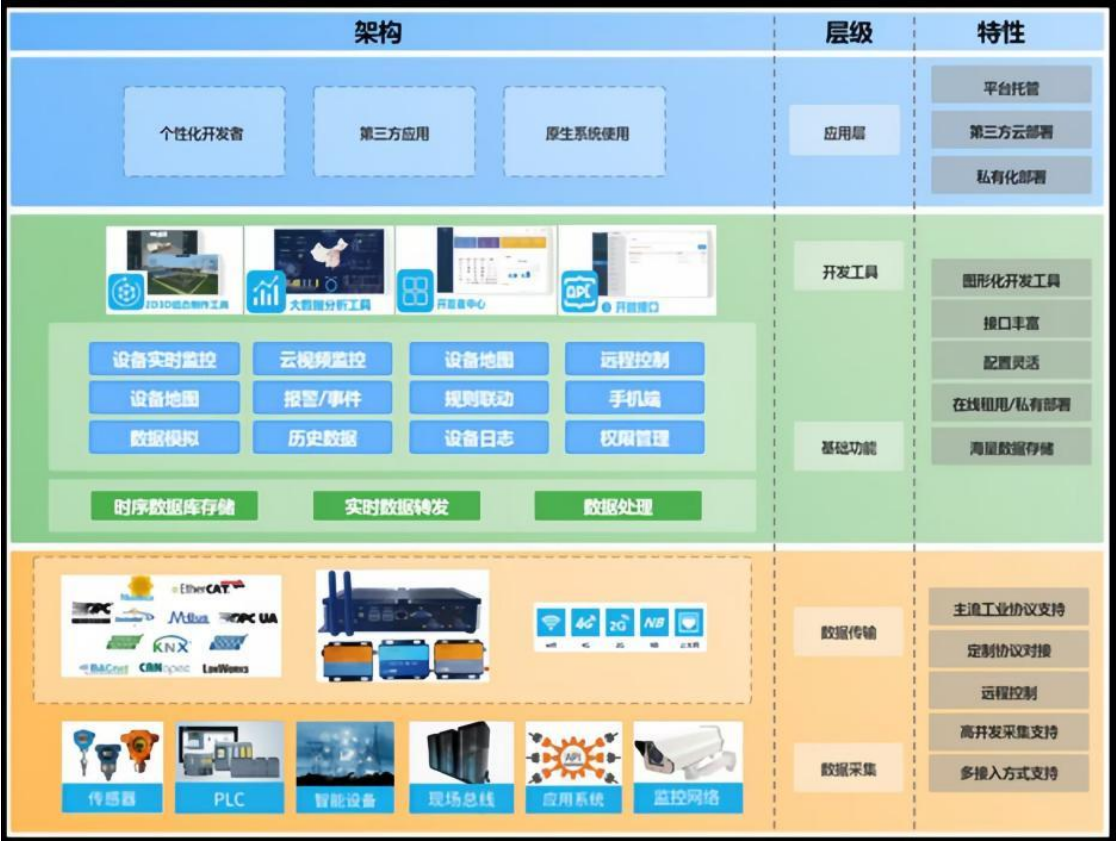 架构
层级
特性
个性化开发者
第三方应用
原生系统使用
应用层
平台托管
第三方云部署
私有化部署
2D3D组态制作工具
大数据分析工具
开放接口
开发工具
图形化开发工具
接口丰富
配置灵活
在线租用/私有部署
海量数据存储
设备实时监控
云视频监控
设备地图
远程控制
设备地图
报警/事件
规则联动
手机端
数据模拟
历史数据
设备日志
权限管理
基础功能
时序数据库存储
实时数据转发
数据处理
EtherCAT
OPC
M-Bus
OPC UA
KNX
BACnet
CANopen
LonWorks
4G
2G
NB
数据传输
主流工业协议支持
定制协议对接
远程控制
高并发采集支持
多接入方式支持
API
传感器
PLC
智能设备
现场总线
应用系统
监控网络
数据采集